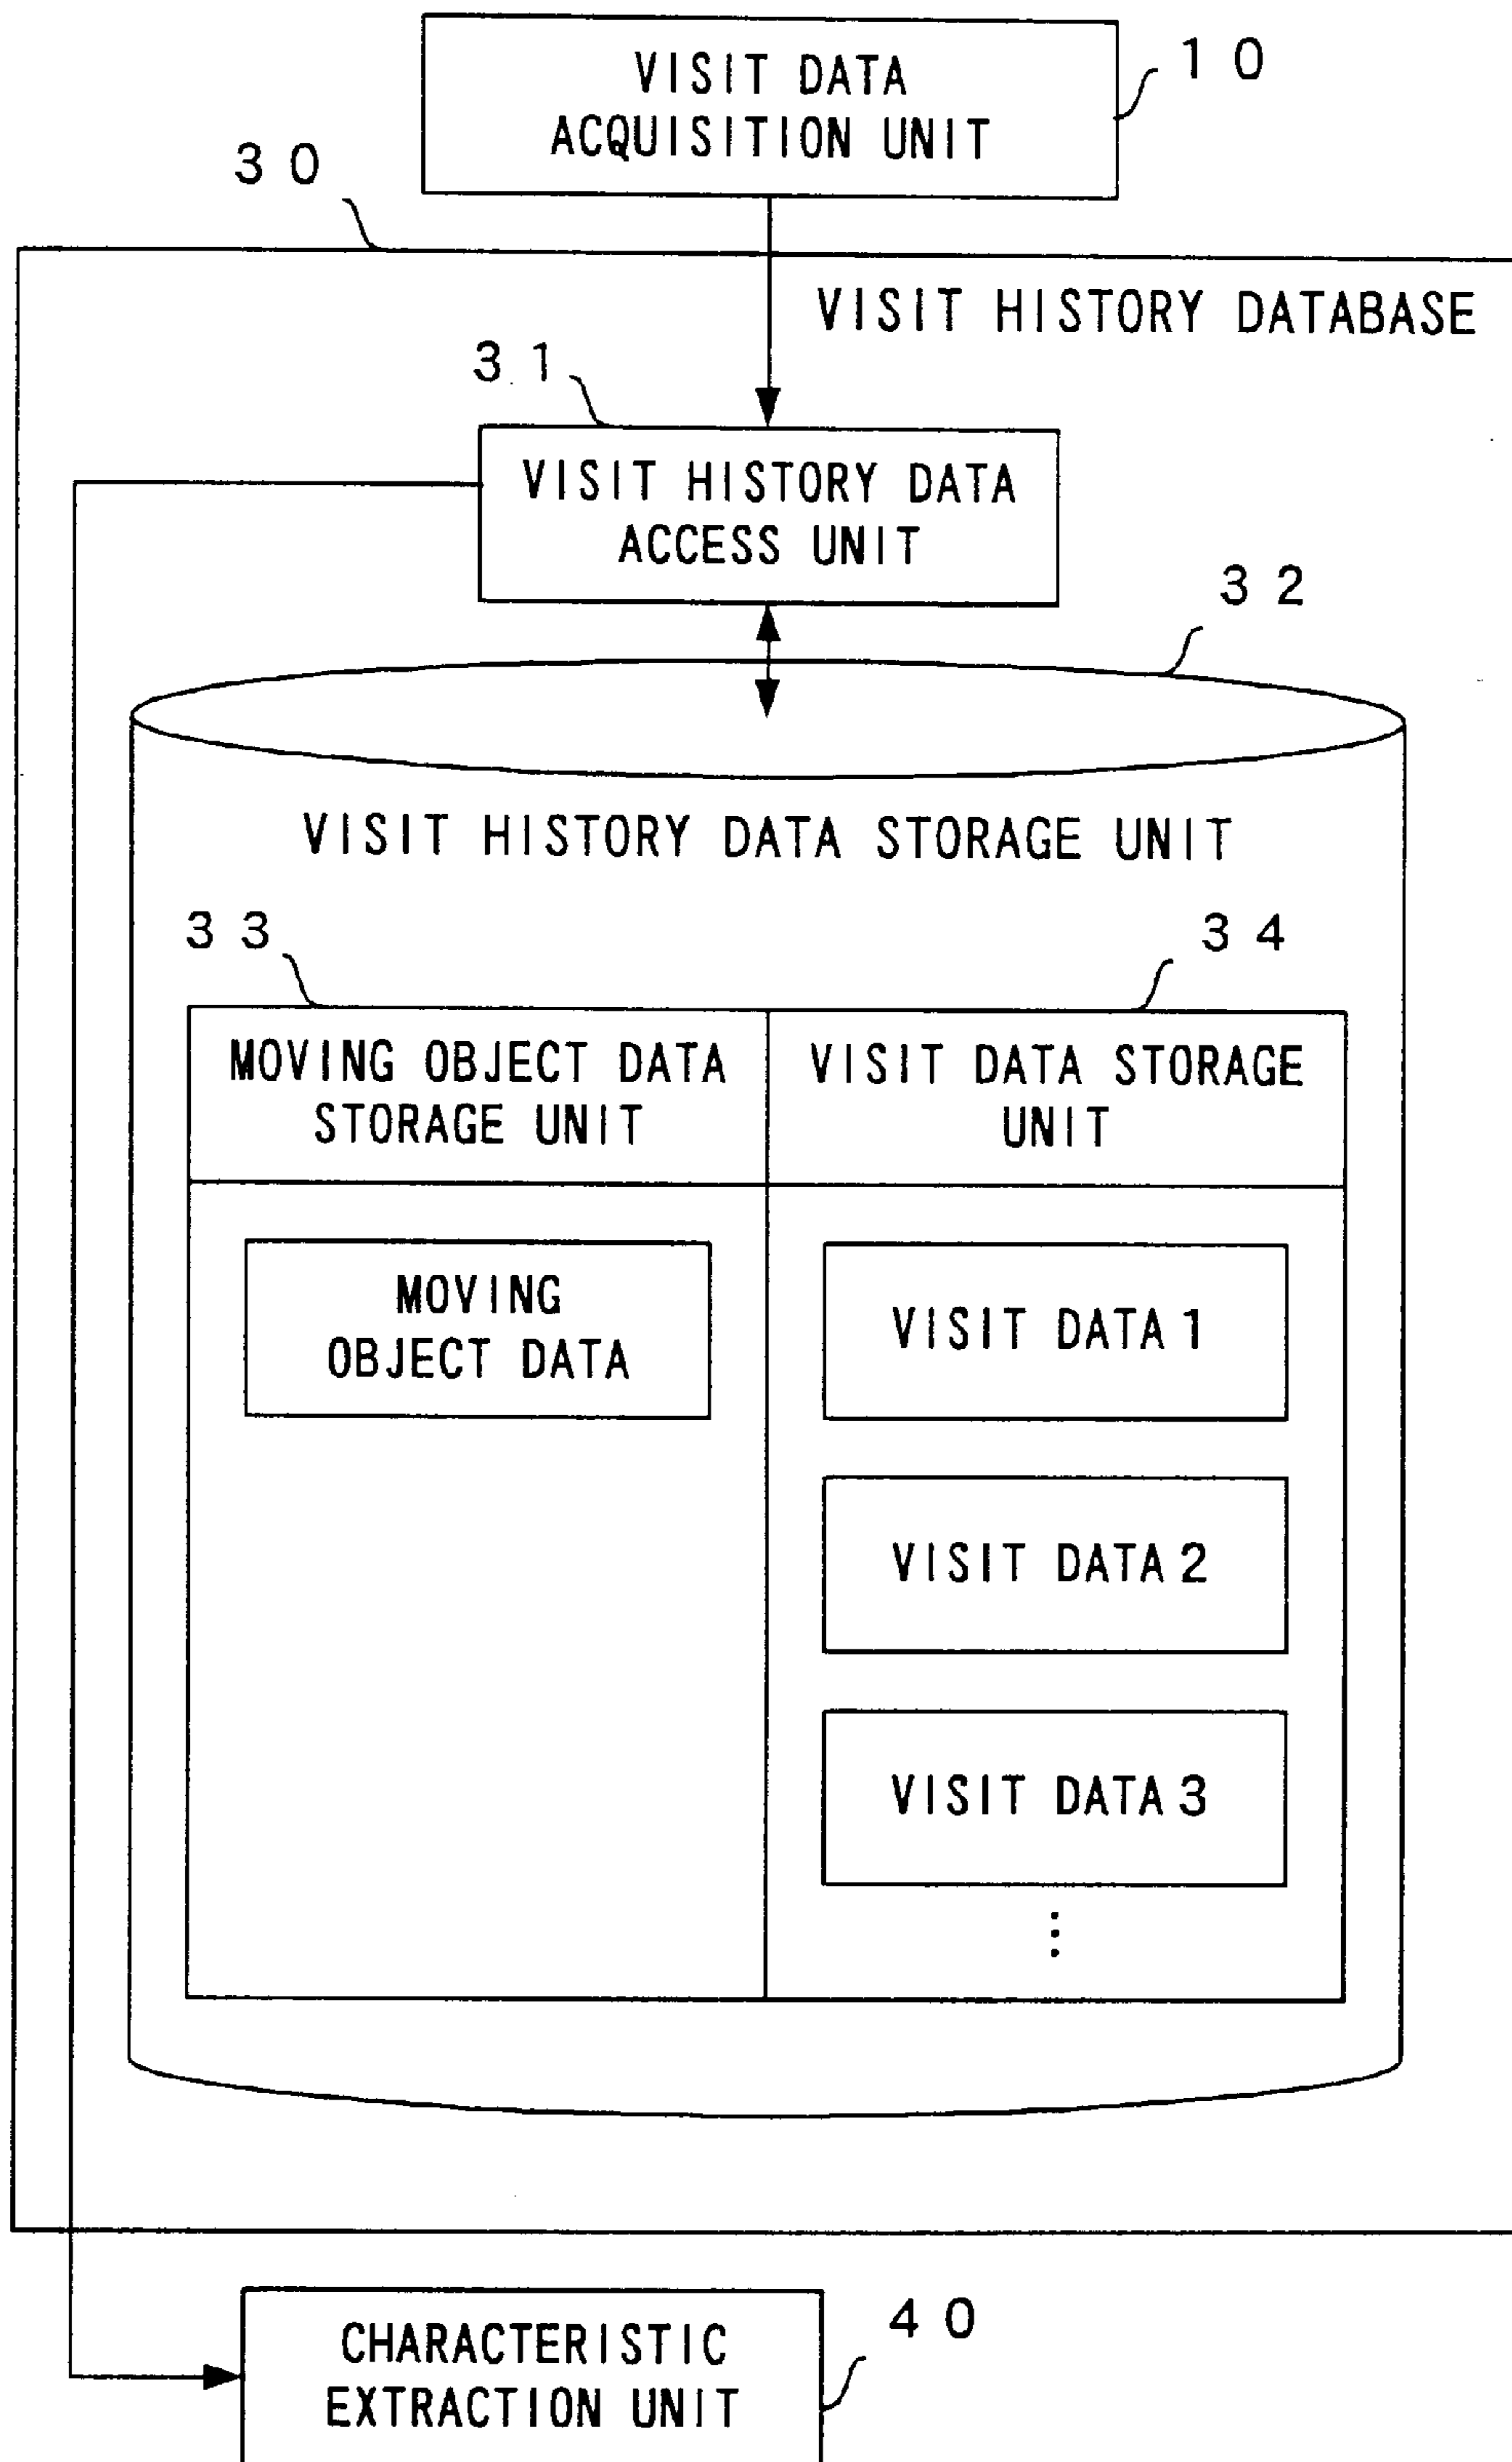 VISIT DATA
ACQUISITION UNIT
10
30
VISIT HISTORY DATABASE
31
VISIT HISTORY DATA
ACCESS UNIT
32
VISIT HISTORY DATA STORAGE UNIT
33
34
MOVING OBJECT DATA
STORAGE UNIT
VISIT DATA STORAGE
UNIT
MOVING
OBJECT DATA
VISIT DATA 1
VISIT DATA 2
VISIT DATA 3
⋮
CHARACTERISTIC
EXTRACTION UNIT
40